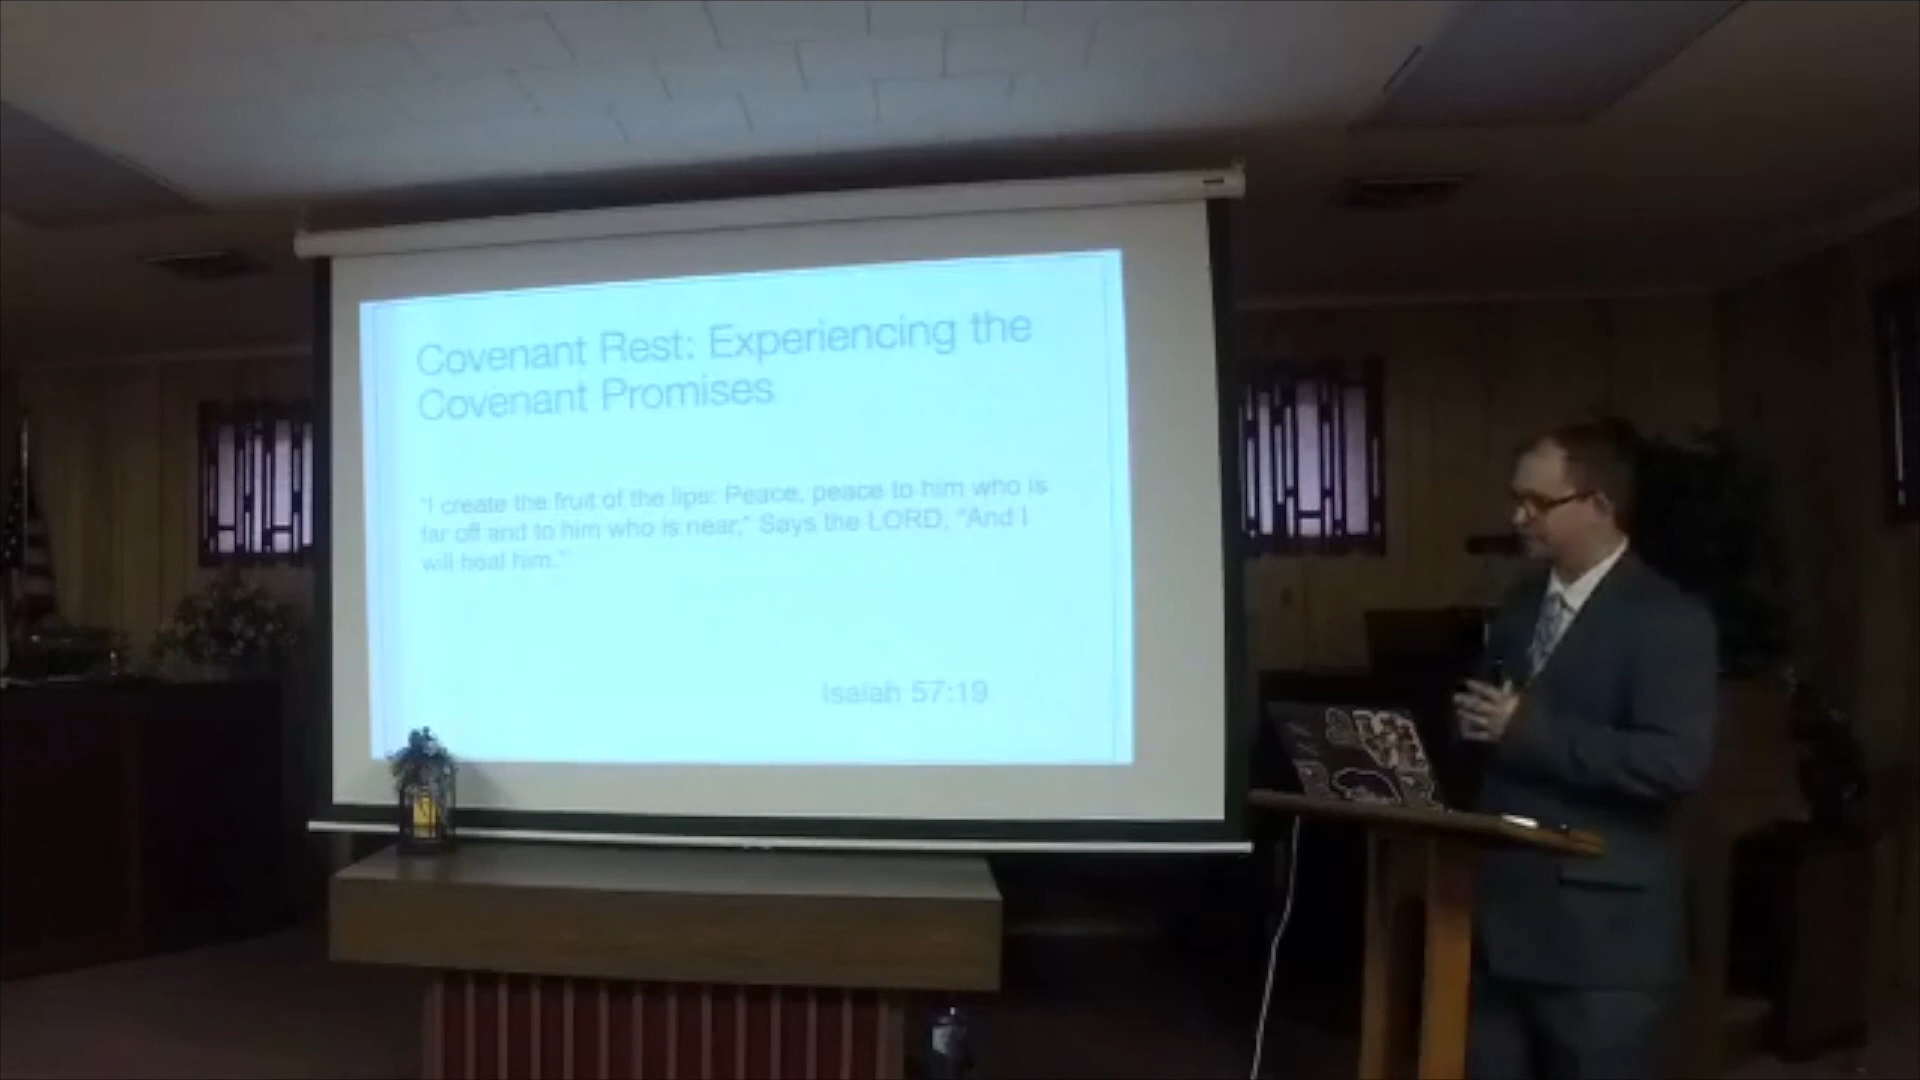 Covenant Rest: Experiencing the
Covenant Promises
"I create the fruit of the lips: Peace, peace to him who is
far off and to him who is near," Says the LORD, "And I
will heal him."
Isaiah 57:19